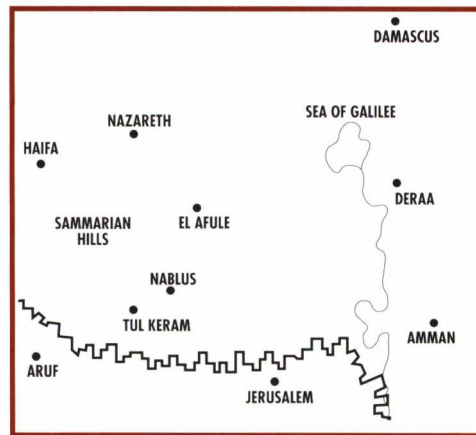 DAMASCUS
SEA OF GALILEE
NAZARETH
HAIFA
DERAA
EL AFULE
SAMMARIAN
HILLS
NABLUS
TUL KERAM
AMMAN
ARUF
JERUSALEM